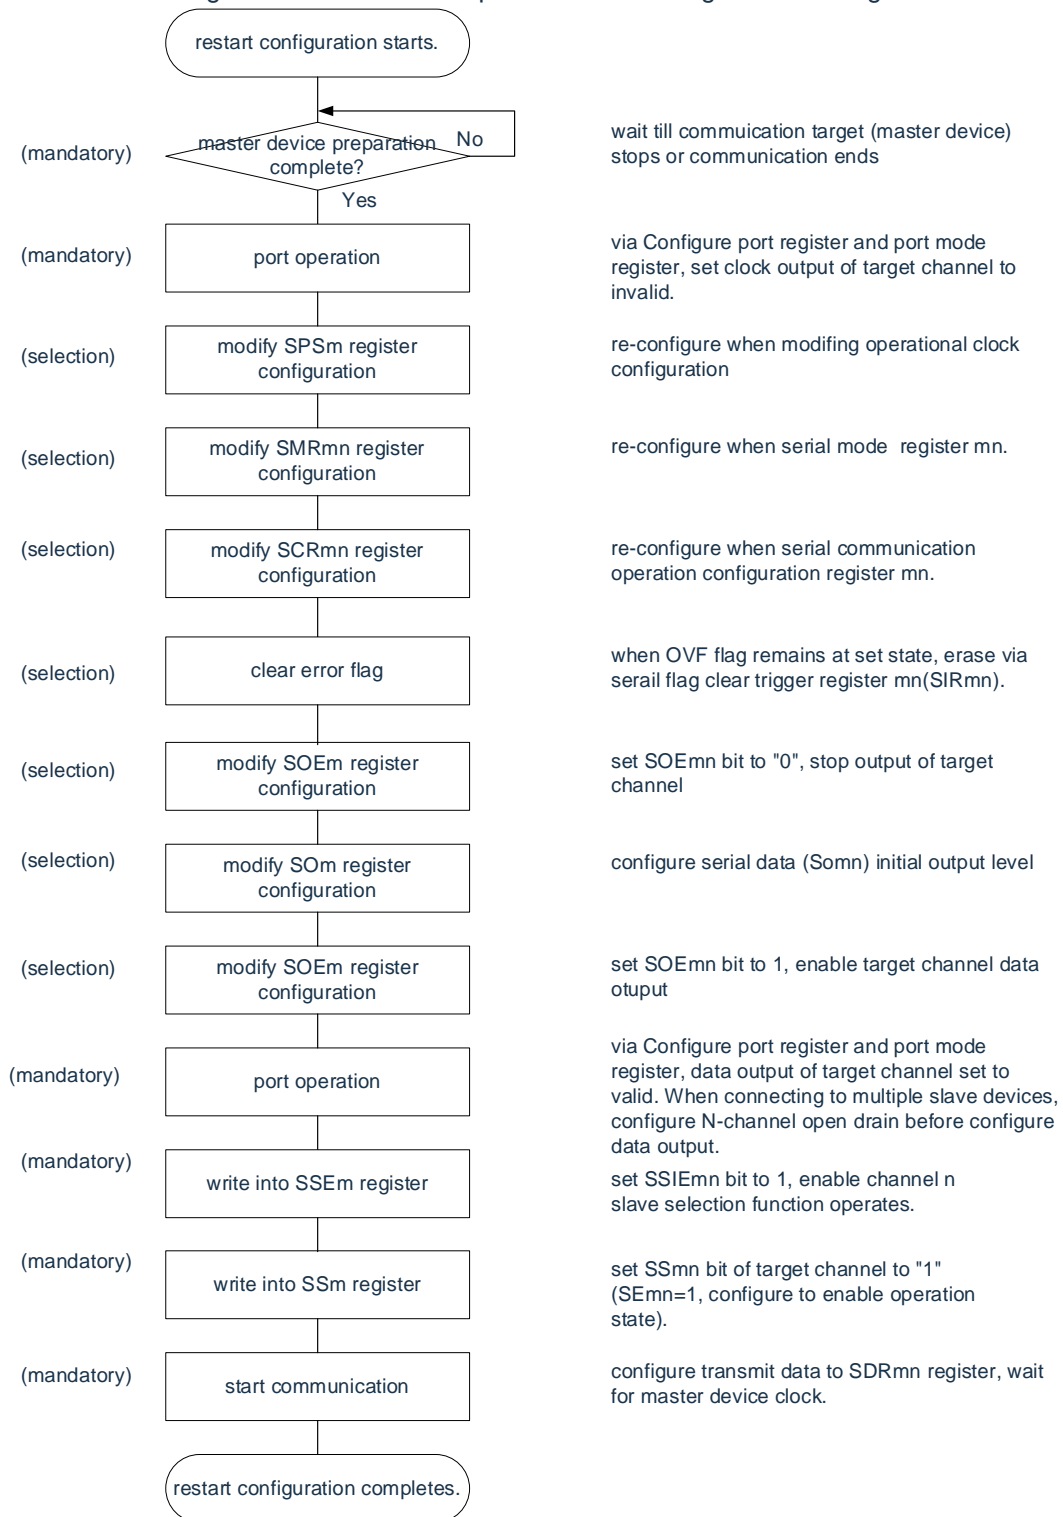 restart configuration starts.
(mandatory)
master device preparation
complete?
No
Yes
wait till commuication target (master device)
stops or communication ends
(mandatory)
port operation
via Configure port register and port mode
register, set clock output of target channel to
invalid.
(selection)
modify SPSm register
configuration
re-configure when modifing operational clock
configuration
(selection)
modify SMRmn register
configuration
re-configure when serial mode  register mn.
(selection)
modify SCRmn register
configuration
re-configure when serial communication
operation configuration register mn.
(selection)
clear error flag
when OVF flag remains at set state, erase via
serail flag clear trigger register mn(SIRmn).
(selection)
modify SOEm register
configuration
set SOEmn bit to "0", stop output of target
channel
(selection)
modify SOm register
configuration
configure serial data (Somn) initial output level
(selection)
modify SOEm register
configuration
set SOEmn bit to 1, enable target channel data
otuput
(mandatory)
port operation
via Configure port register and port mode
register, data output of target channel set to
valid. When connecting to multiple slave devices,
configure N-channel open drain before configure
data output.
(mandatory)
write into SSEm register
set SSIEmn bit to 1, enable channel n
slave selection function operates.
(mandatory)
write into SSm register
set SSmn bit of target channel to "1"
(SEmn=1, configure to enable operation
state).
(mandatory)
start communication
configure transmit data to SDRmn register, wait
for master device clock.
restart configuration completes.